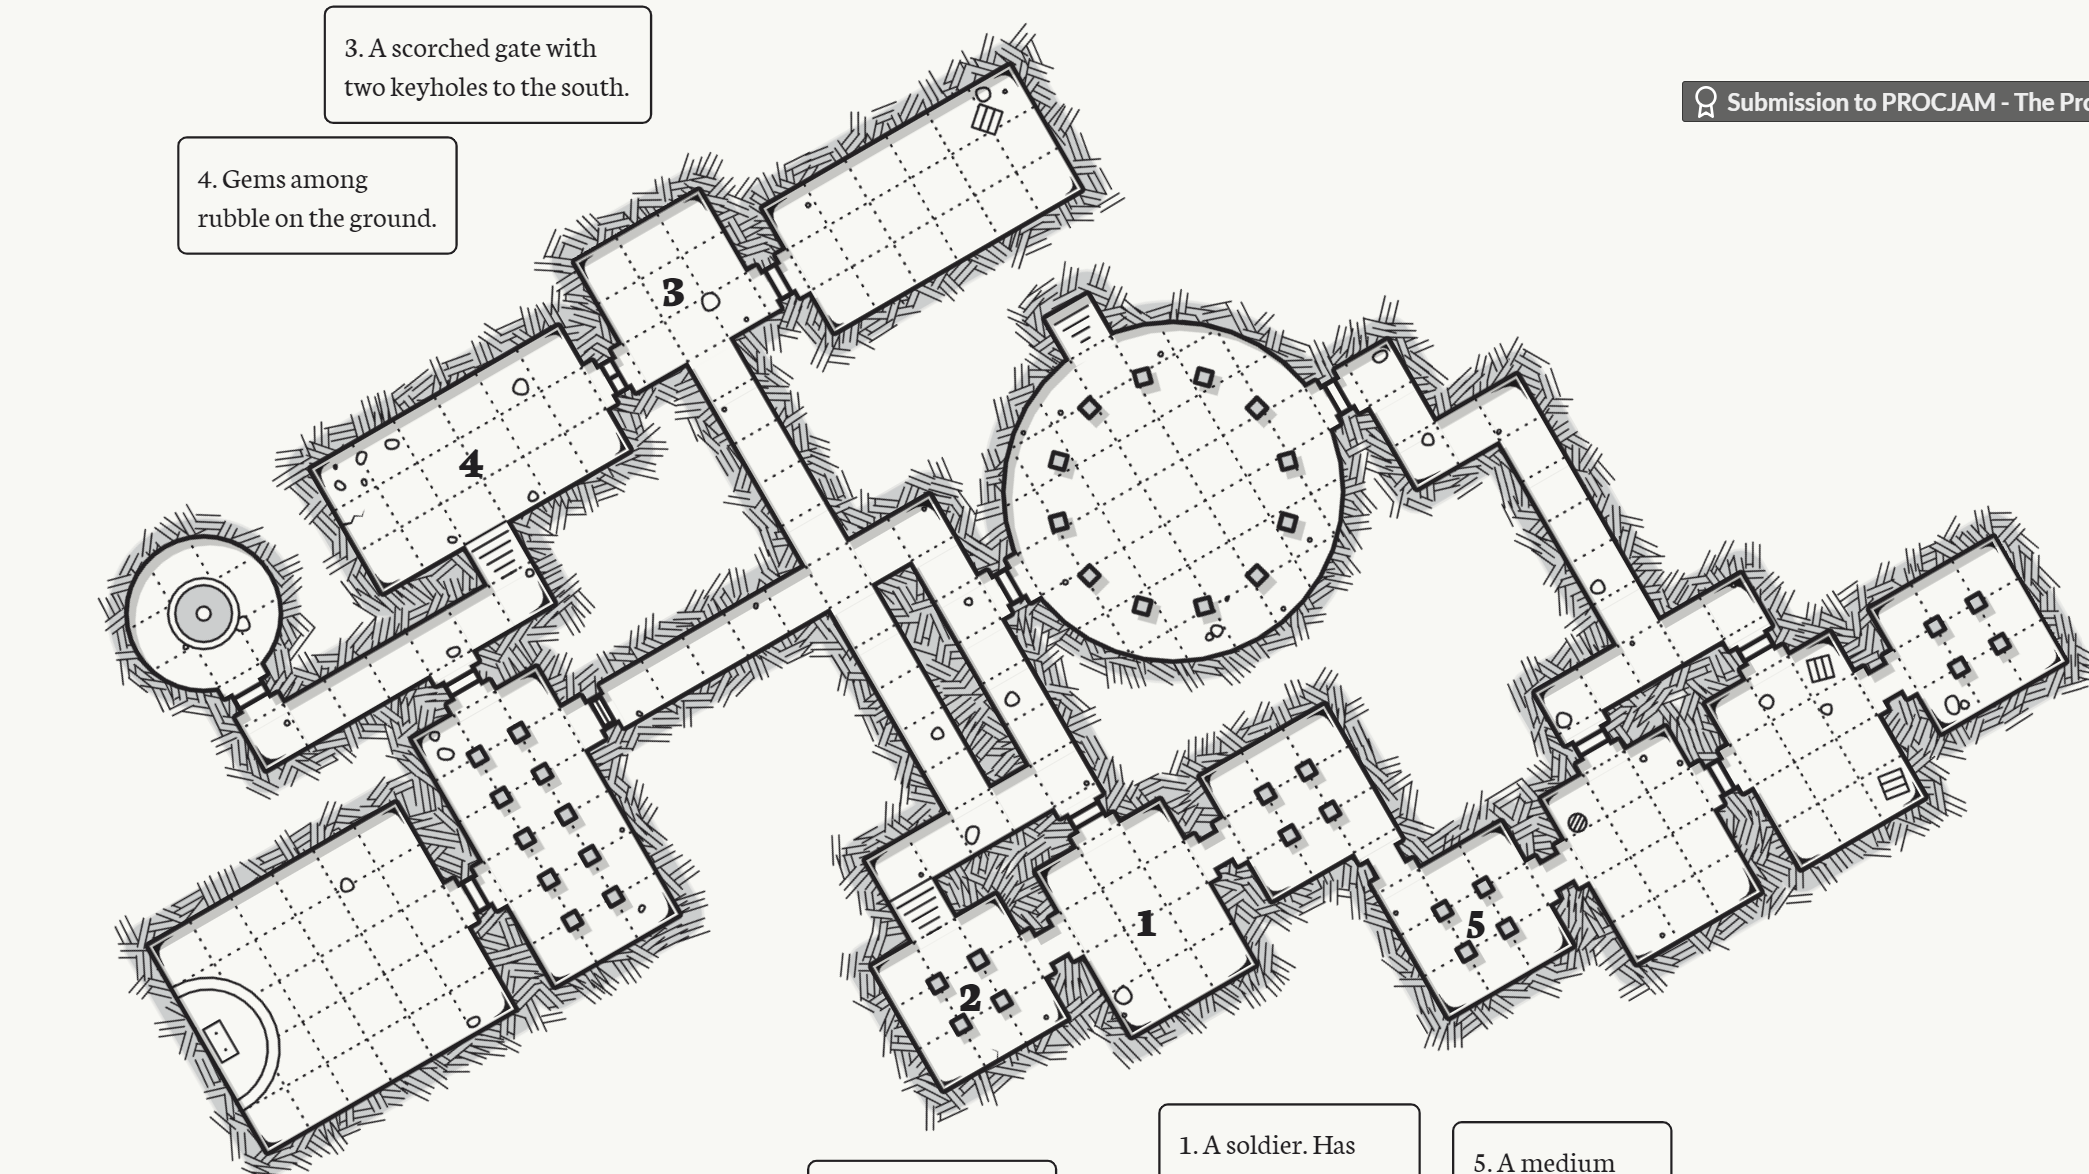 3. A scorched gate with
two keyholes to the south.
Submission to PROCJAM - The Pro
4. Gems among
rubble on the ground.
3
4
1
5
2
1. A soldier. Has
5. A medium